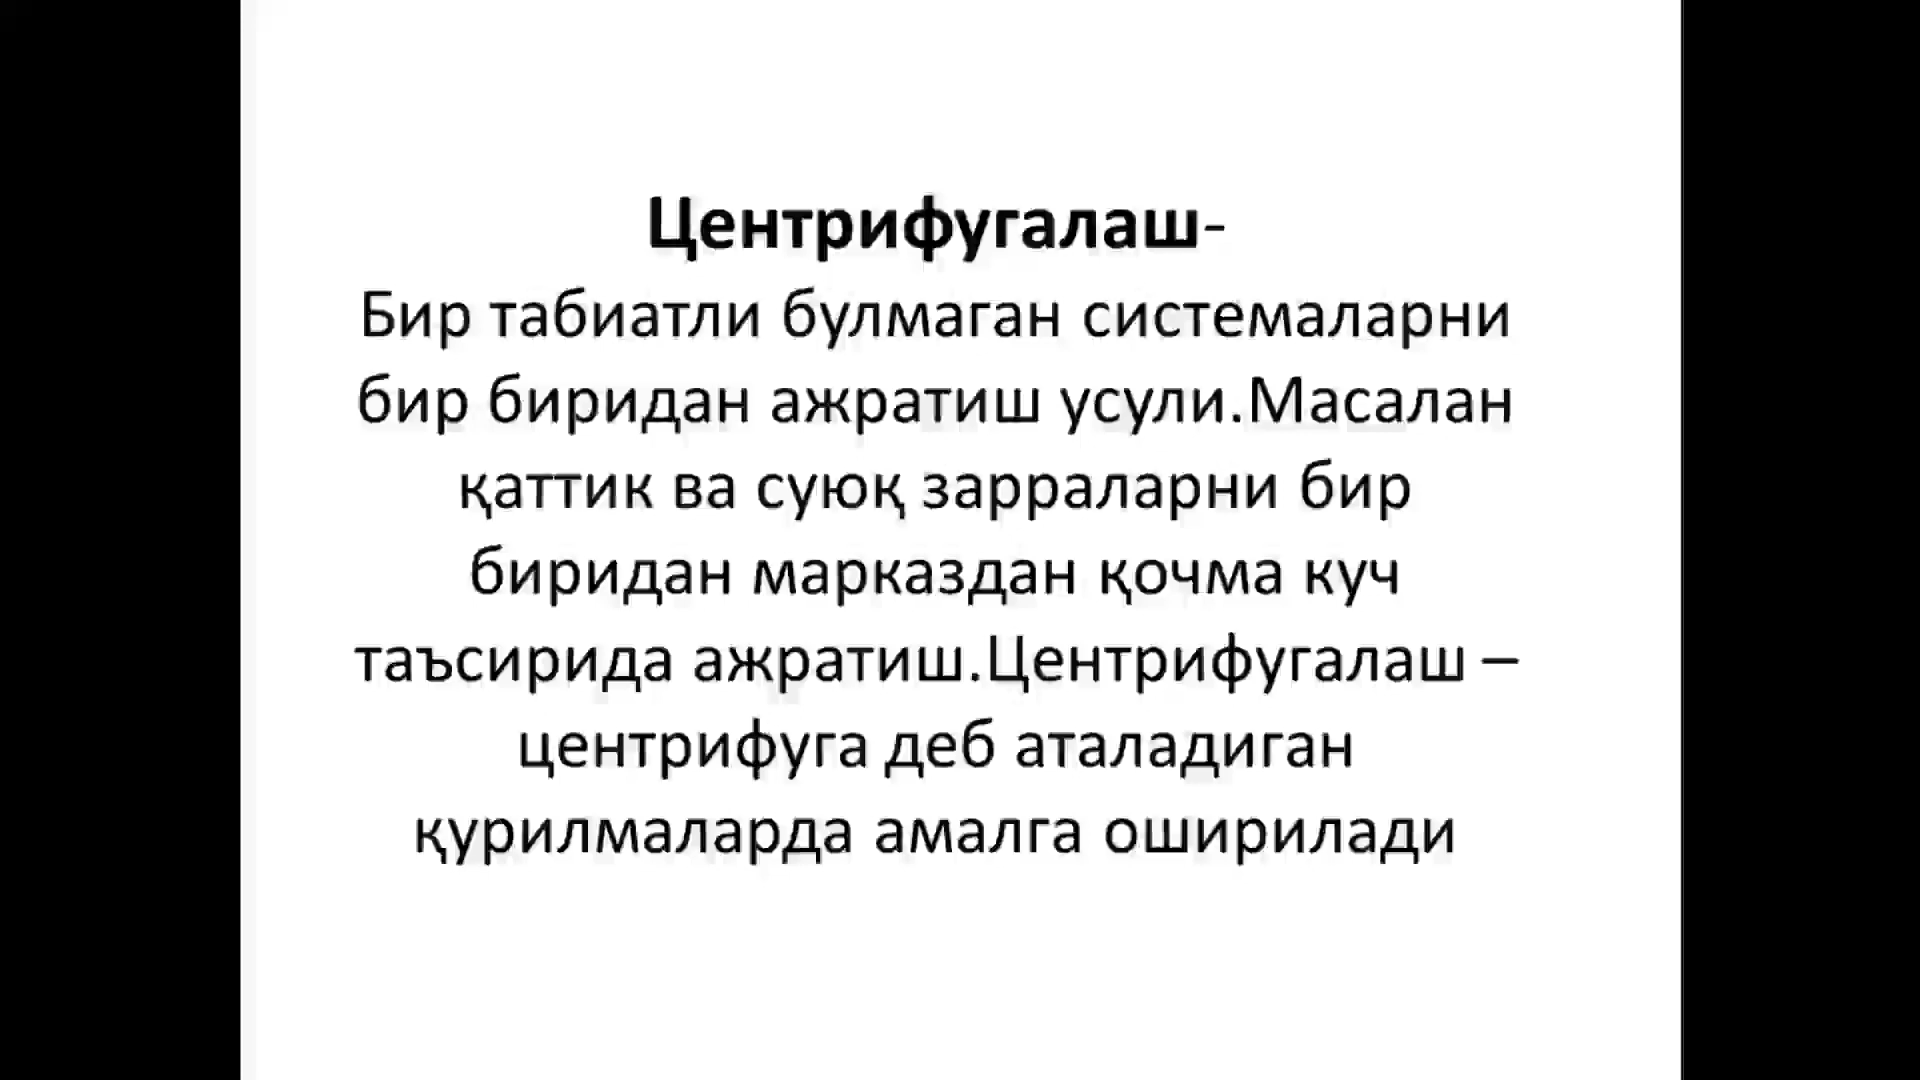 Центрифугалаш-
Бир табиатли булмаган системаларни
бир биридан ажратиш усули.Масалан
қаттик ва суюқ зарраларни бир
биридан марказдан қочма куч
таъсирида ажратиш.Центрифугалаш –
центрифуга деб аталадиган
қурилмаларда амалга оширилади